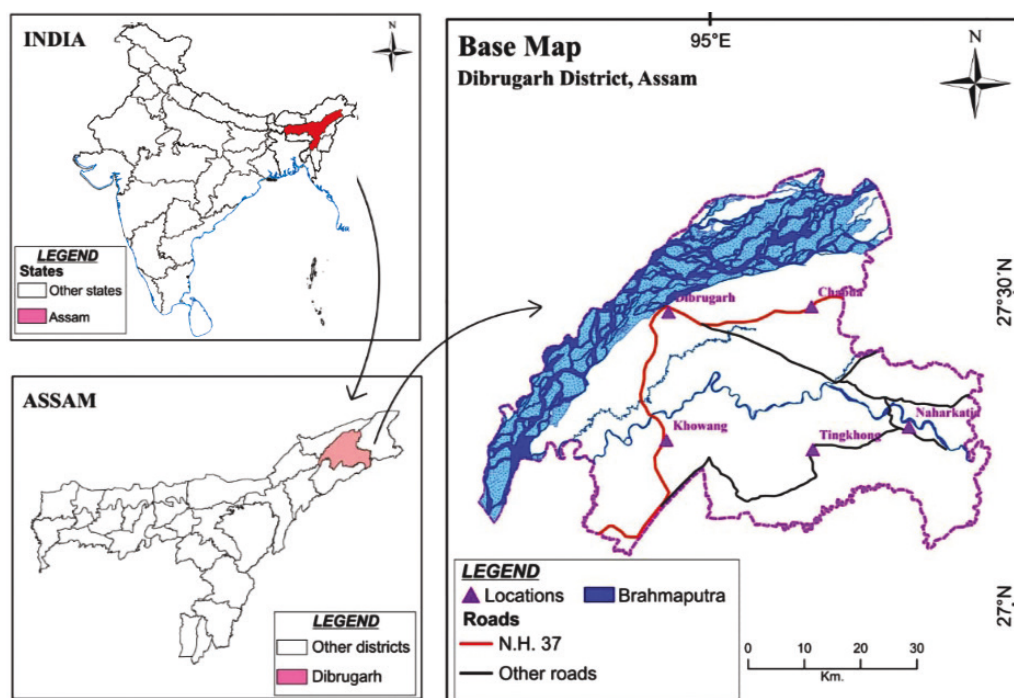 INDIA
N
LEGEND
States
Other states
Assam
ASSAM
LEGEND
Other districts
Dibrugarh
Base Map
Dibrugarh District, Assam
95°E
N
27°30'N
Dibrugarh
Chabua
Khowang
Tingkhong
Naharkatia
27°N
LEGEND
Locations
Brahmaputra
Roads
N.H. 37
Other roads
0 10 20 30
Km.